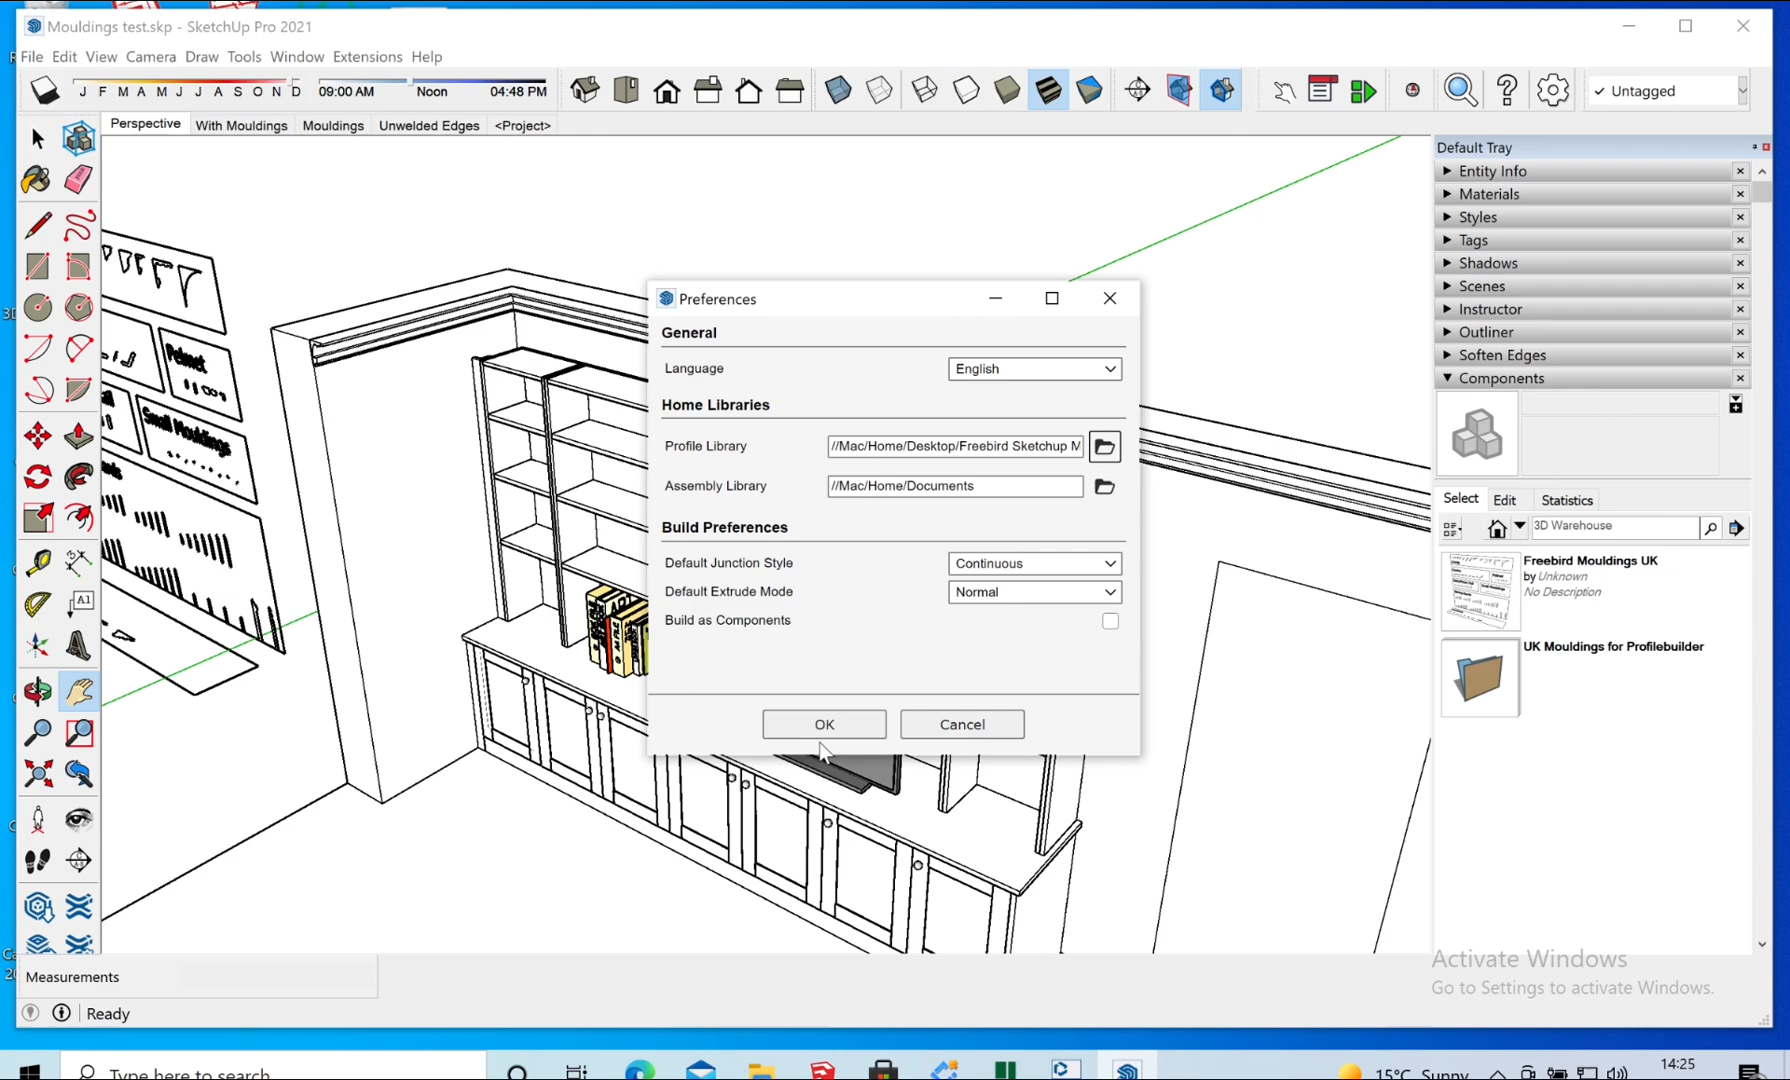 Mouldings test.skp - SketchUp Pro 2021
File Edit View Camera Draw Tools Window Extensions Help
J F M A M J J A S O N D 09:00 AM Noon 04:48 PM
Untagged
Perspective With Mouldings Mouldings Unwelded Edges <Project>
Default Tray
Entity Info
Materials
Styles
Tags
Shadows
Scenes
Instructor
Outliner
Soften Edges
Components
Pelmet
Small Mouldings
Preferences
General
Language English
Home Libraries
Profile Library //Mac/Home/Desktop/Freebird Sketchup M
Assembly Library //Mac/Home/Documents
Build Preferences
Default Junction Style Continuous
Default Extrude Mode Normal
Build as Components
OK Cancel
Select Edit Statistics
3D Warehouse
Freebird Mouldings UK
by Unknown
No Description
UK Mouldings for Profilebuilder
Activate Windows
Go to Settings to activate Windows.
Measurements
Ready
Type here to search
15°C Sunny
14:25